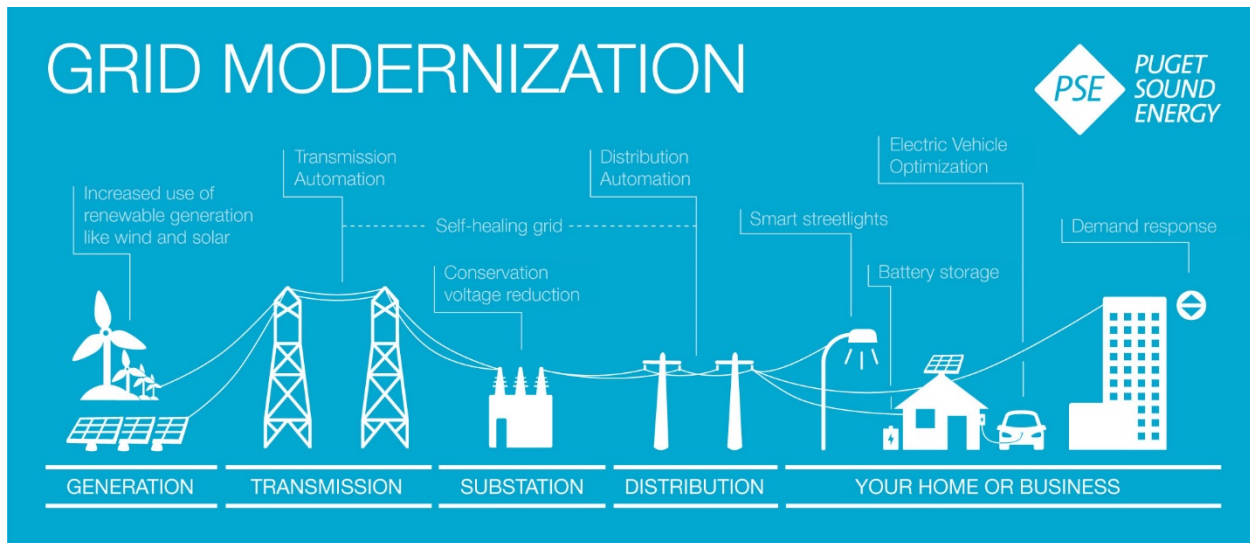 GRID MODERNIZATION
PSE
PUGET
SOUND
ENERGY
Increased use of
renewable generation
like wind and solar
Transmission
Automation
Self-healing grid
Conservation
voltage reduction
Distribution
Automation
Smart streetlights
Electric Vehicle
Optimization
Battery storage
Demand response
GENERATION
TRANSMISSION
SUBSTATION
DISTRIBUTION
YOUR HOME OR BUSINESS